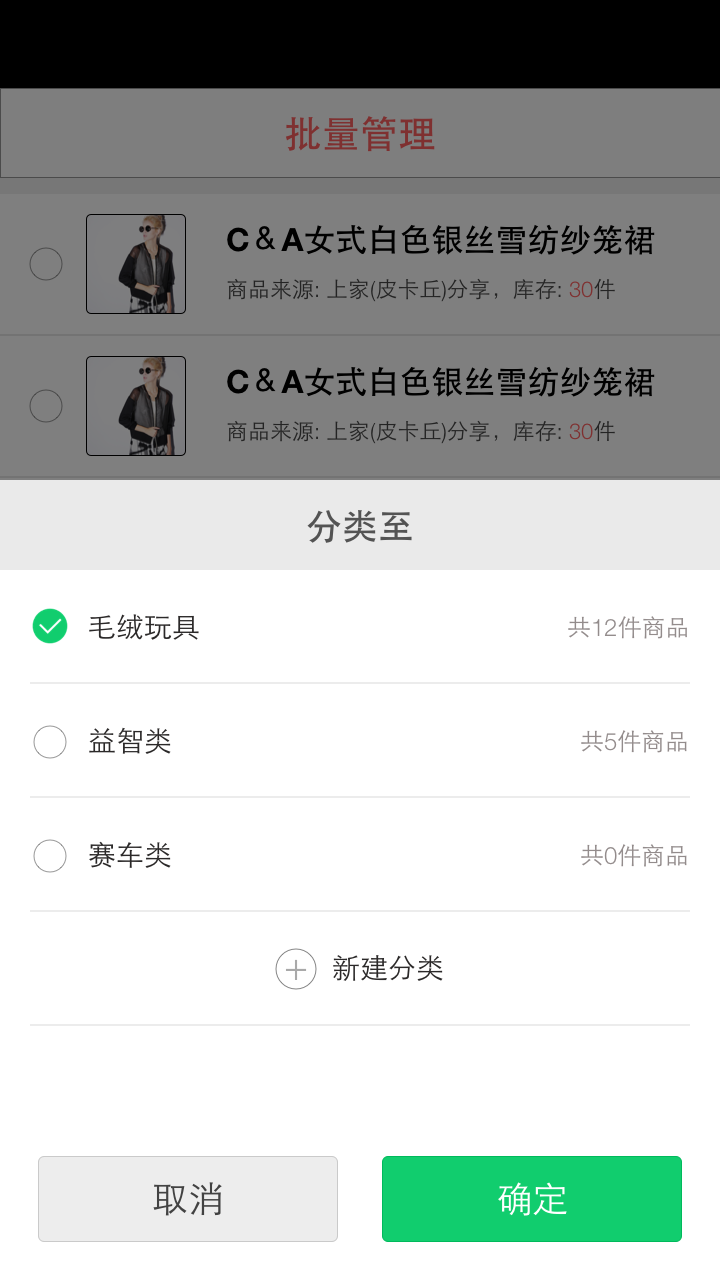 批量管理
C&A女式白色银丝雪纺纱笼裙
商品来源: 上家(皮卡丘)分享，库存: 30件
C&A女式白色银丝雪纺纱笼裙
商品来源: 上家(皮卡丘)分享，库存: 30件
分类至
毛绒玩具 共12件商品
益智类 共5件商品
赛车类 共0件商品
新建分类
取消 确定